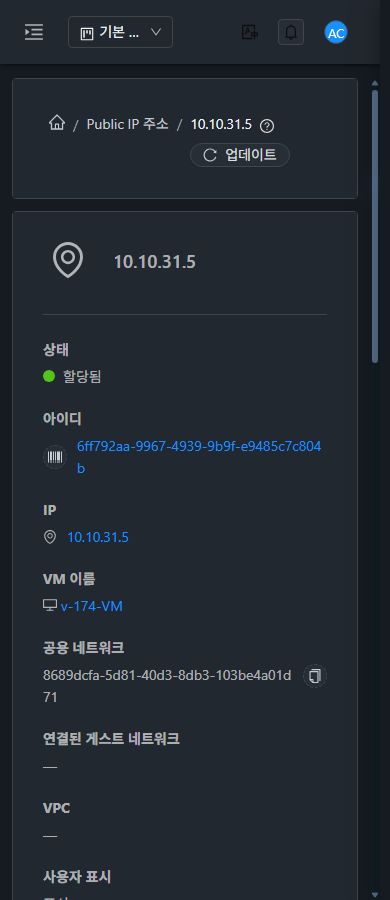 기본 ...
AC
/ Public IP 주소 / 10.10.31.5
업데이트
10.10.31.5
상태
할당됨
아이디
6ff792aa-9967-4939-9b9f-e9485c7c804
b
IP
10.10.31.5
VM 이름
v-174-VM
공용 네트워크
8689dcfa-5d81-40d3-8db3-103be4a01d
71
연결된 게스트 네트워크
—
VPC
—
사용자 표시